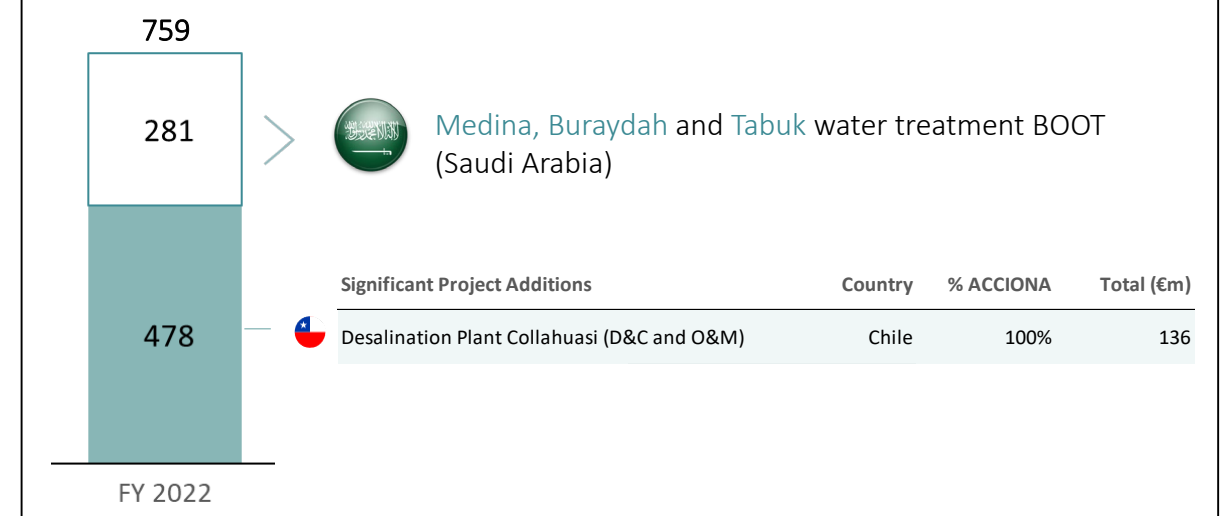 759
281
Medina, Buraydah and Tabuk water treatment BOOT
(Saudi Arabia)
478
Significant Project Additions Country % ACCIONA Total (€m)
Desalination Plant Collahuasi (D&C and O&M) Chile 100% 136
FY 2022